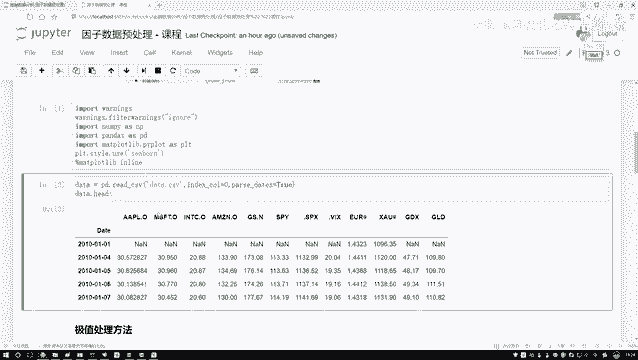 jupyter 因子数据预处理 - 课程 Last Checkpoint: an hour ago (unsaved changes)
Logout
File Edit View Insert Cell Kernel Widgets Help
Not Trusted
Code
import warnings
warnings.filterwarnings("ignore")
import numpy as np
import pandas as pd
import matplotlib.pyplot as plt
plt.style.use("seaborn")
%matplotlib inline
data = pd.read_csv("data.csv",index_col=0,parse_dates=True)
AAPL.O MSFT.O INTC.O AMZN.O GS.N SPY .SPX .VIX EUR= XAU= GDX GLD
Date
2010-01-01 NaN NaN NaN NaN NaN NaN NaN NaN 1.4323 1096.35 NaN NaN
2010-01-04 30.572827 30.950 20.88 133.90 173.08 113.33 1132.99 20.04 1.4411 1120.00 47.71 109.80
2010-01-05 30.625684 30.960 20.87 134.69 176.14 113.63 1136.52 19.35 1.4368 1118.65 48.17 109.70
2010-01-06 30.138541 30.770 20.80 132.25 174.26 113.71 1137.14 19.16 1.4412 1138.50 49.34 111.51
2010-01-07 30.082827 30.452 20.60 130.00 177.67 114.19 1141.69 19.06 1.4318 1131.90 49.10 110.82
极值处理方法